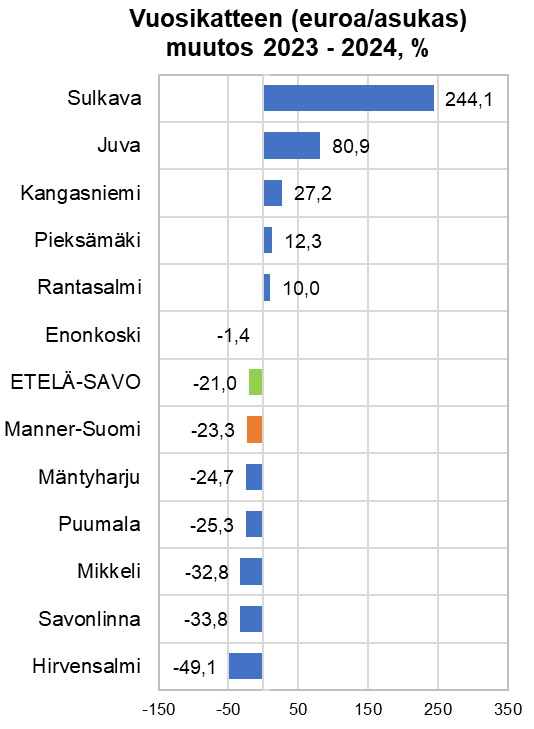 Vuosikatteen (euroa/asukas)
muutos 2023 - 2024, %
Sulkava 244,1
Juva 80,9
Kangasniemi 27,2
Pieksämäki 12,3
Rantasalmi 10,0
Enonkoski -1,4
ETELÄ-SAVO -21,0
Manner-Suomi -23,3
Mäntyharju -24,7
Puumala -25,3
Mikkeli -32,8
Savonlinna -33,8
Hirvensalmi -49,1
-150 -50 50 150 250 350